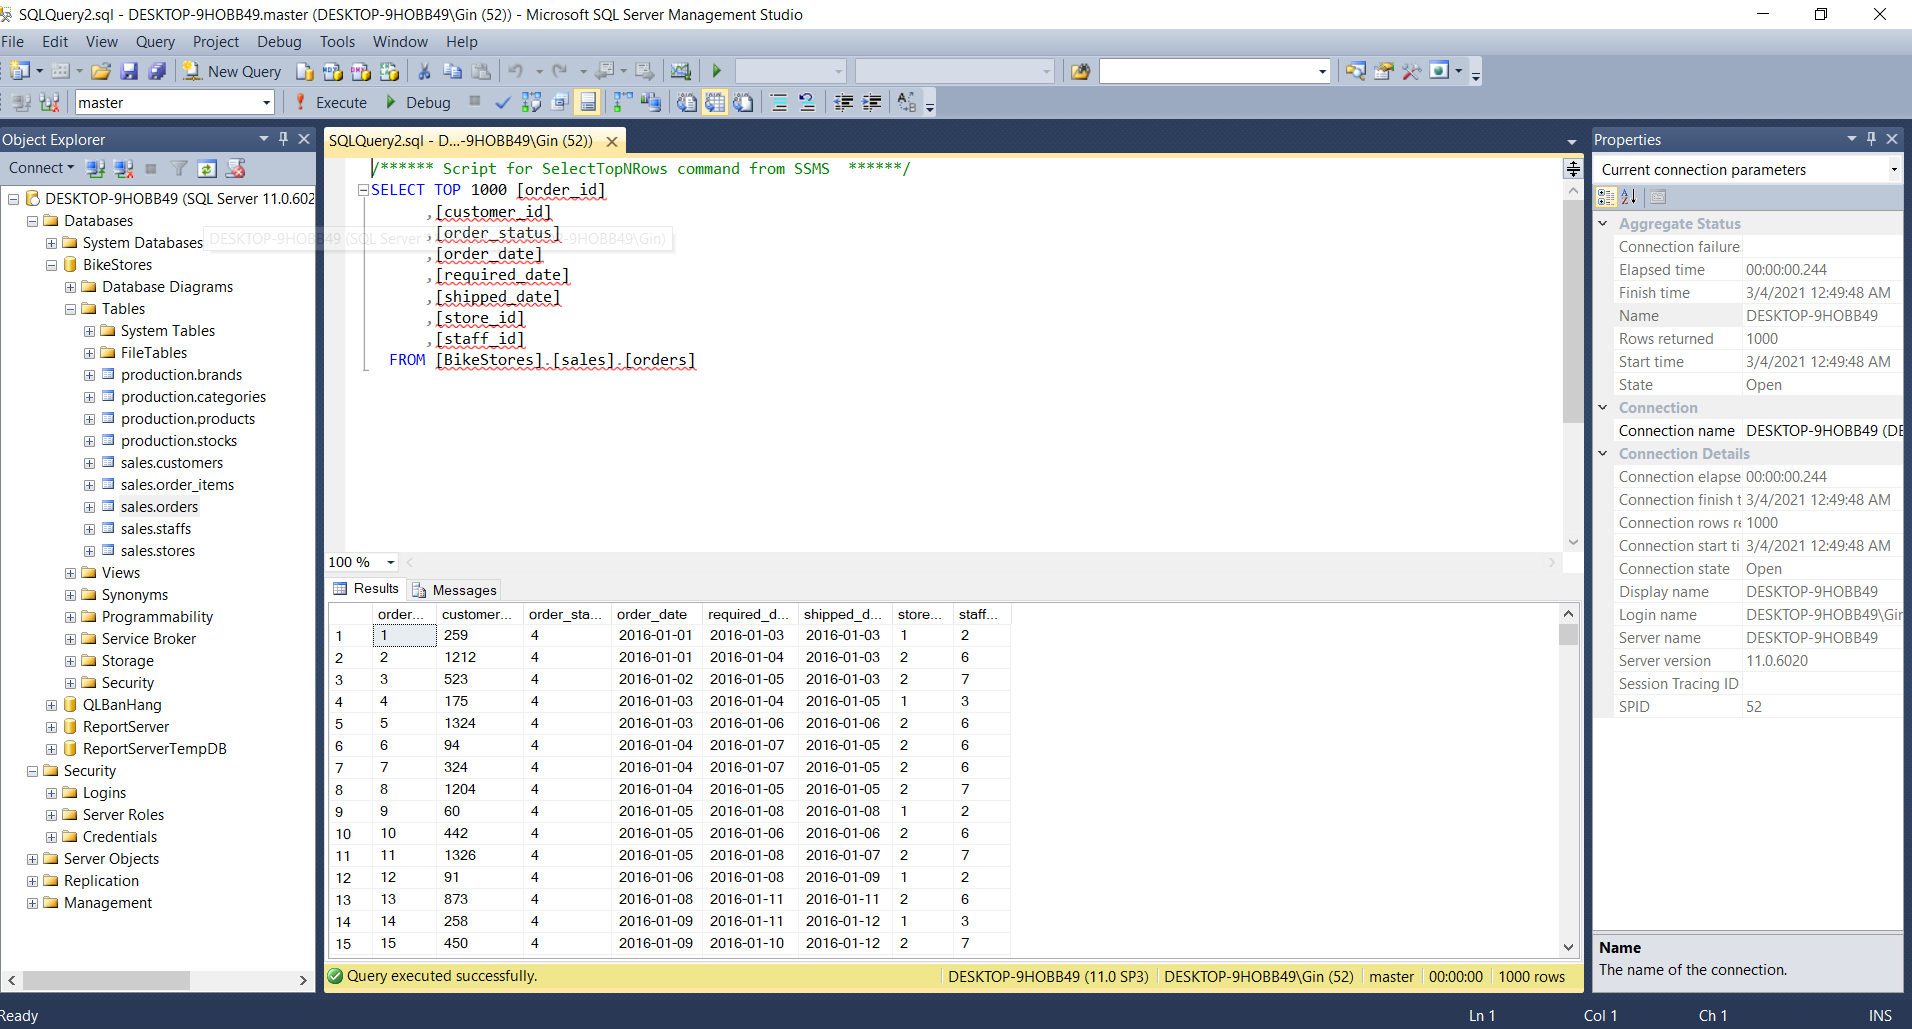 SQLQuery2.sql - DESKTOP-9HOBB49.master (DESKTOP-9HOBB49\Gin (52)) - Microsoft SQL Server Management Studio
File Edit View Query Project Debug Tools Window Help
New Query
master Execute Debug
Object Explorer
Connect
DESKTOP-9HOBB49 (SQL Server 11.0.602
Databases
System Databases
BikeStores
Database Diagrams
Tables
System Tables
FileTables
production.brands
production.categories
production.products
production.stocks
sales.customers
sales.order_items
sales.orders
sales.staffs
sales.stores
Views
Synonyms
Programmability
Service Broker
Storage
Security
QLBanHang
ReportServer
ReportServerTempDB
Security
Logins
Server Roles
Credentials
Server Objects
Replication
Management
SQLQuery2.sql - D...-9HOBB49\Gin (52))
/****** Script for SelectTopNRows command from SSMS ******/
SELECT TOP 1000 [order_id]
,[customer_id]
DESKTOP-9HOBB49 (SQL Server
-9HOBB49\Gin)
,[order_status]
,[order_date]
,[required_date]
,[shipped_date]
,[store_id]
,[staff_id]
FROM [BikeStores].[sales].[orders]
100 %
Results Messages
order... customer... order_sta... order_date required_d... shipped_d... store... staff...
1 1 259 4 2016-01-01 2016-01-03 2016-01-03 1 2
2 2 1212 4 2016-01-01 2016-01-04 2016-01-03 2 6
3 3 523 4 2016-01-02 2016-01-05 2016-01-03 2 7
4 4 175 4 2016-01-03 2016-01-04 2016-01-05 1 3
5 5 1324 4 2016-01-03 2016-01-06 2016-01-06 2 6
6 6 94 4 2016-01-04 2016-01-07 2016-01-05 2 6
7 7 324 4 2016-01-04 2016-01-07 2016-01-05 2 6
8 8 1204 4 2016-01-04 2016-01-05 2016-01-05 2 7
9 9 60 4 2016-01-05 2016-01-08 2016-01-08 1 2
10 10 442 4 2016-01-05 2016-01-06 2016-01-06 2 6
11 11 1326 4 2016-01-05 2016-01-08 2016-01-07 2 7
12 12 91 4 2016-01-06 2016-01-08 2016-01-09 1 2
13 13 873 4 2016-01-08 2016-01-11 2016-01-11 2 6
14 14 258 4 2016-01-09 2016-01-11 2016-01-12 1 3
15 15 450 4 2016-01-09 2016-01-10 2016-01-12 2 7
Query executed successfully. DESKTOP-9HOBB49 (11.0 SP3) DESKTOP-9HOBB49\Gin (52) master 00:00:00 1000 rows
Properties
Current connection parameters
Aggregate Status
Connection failure
Elapsed time 00:00:00.244
Finish time 3/4/2021 12:49:48 AM
Name DESKTOP-9HOBB49
Rows returned 1000
Start time 3/4/2021 12:49:48 AM
State Open
Connection
Connection name DESKTOP-9HOBB49 (DE
Connection Details
Connection elapse 00:00:00.244
Connection finish t 3/4/2021 12:49:48 AM
Connection rows re 1000
Connection start ti 3/4/2021 12:49:48 AM
Connection state Open
Display name DESKTOP-9HOBB49
Login name DESKTOP-9HOBB49\Gin
Server name DESKTOP-9HOBB49
Server version 11.0.6020
Session Tracing ID
SPID 52
Name
The name of the connection.
Ready Ln 1 Col 1 Ch 1 INS